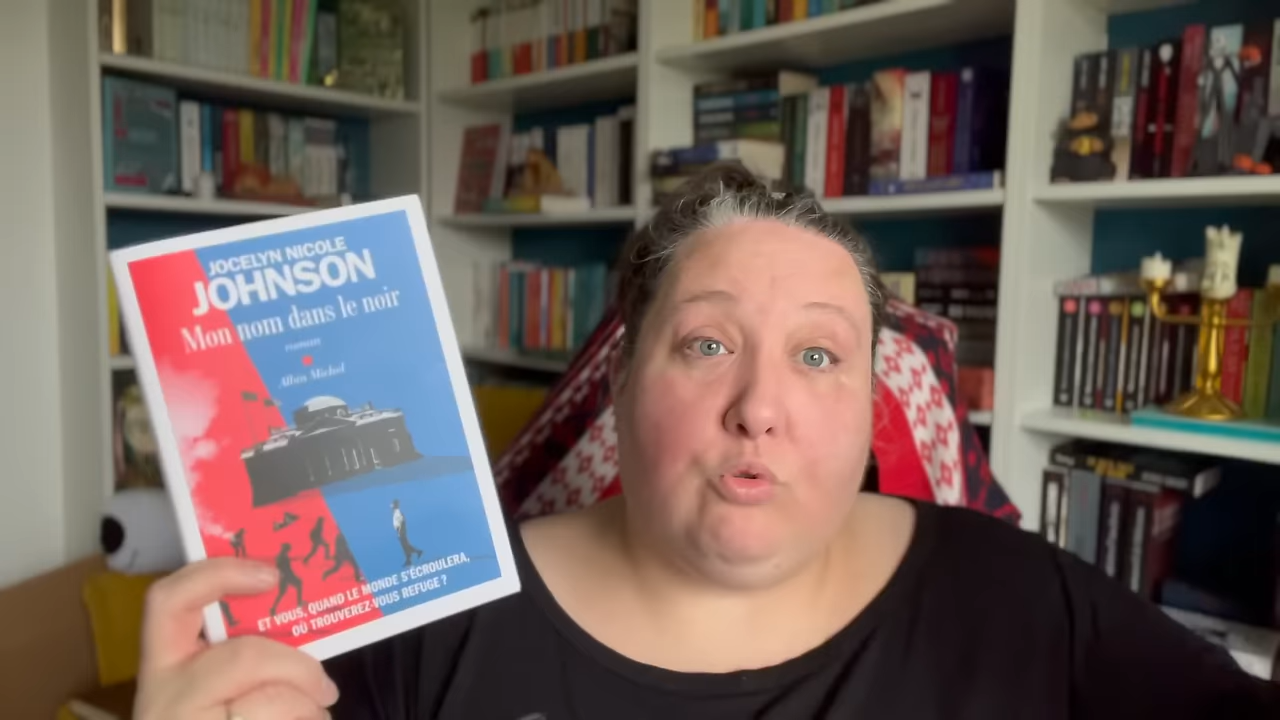 JOCELYN NICOLE
JOHNSON
Mon nom dans le noir
roman
Albin Michel
ET VOUS, QUAND LE MONDE S'ÉCROULERA,
OÙ TROUVEREZ-VOUS REFUGE ?